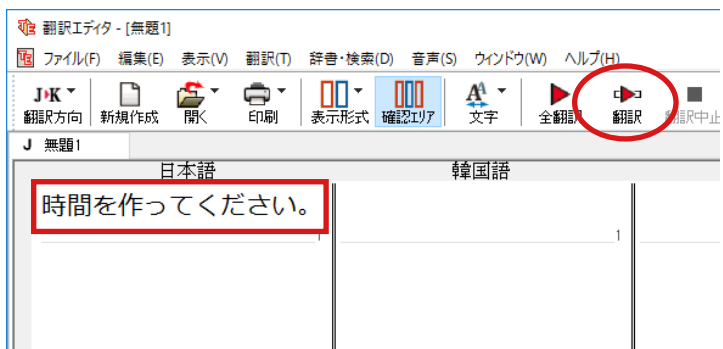 翻訳エディタ - [無題1]
ファイル(F) 編集(E) 表示(V) 翻訳(T) 辞書・検索(D) 音声(S) ウィンドウ(W) ヘルプ(H)
J▸K
翻訳方向 新規作成 開く 印刷 表示形式 確認エリア 文字 全翻訳 翻訳 翻訳中止
J 無題1
日本語 韓国語
時間を作ってください。
1 1